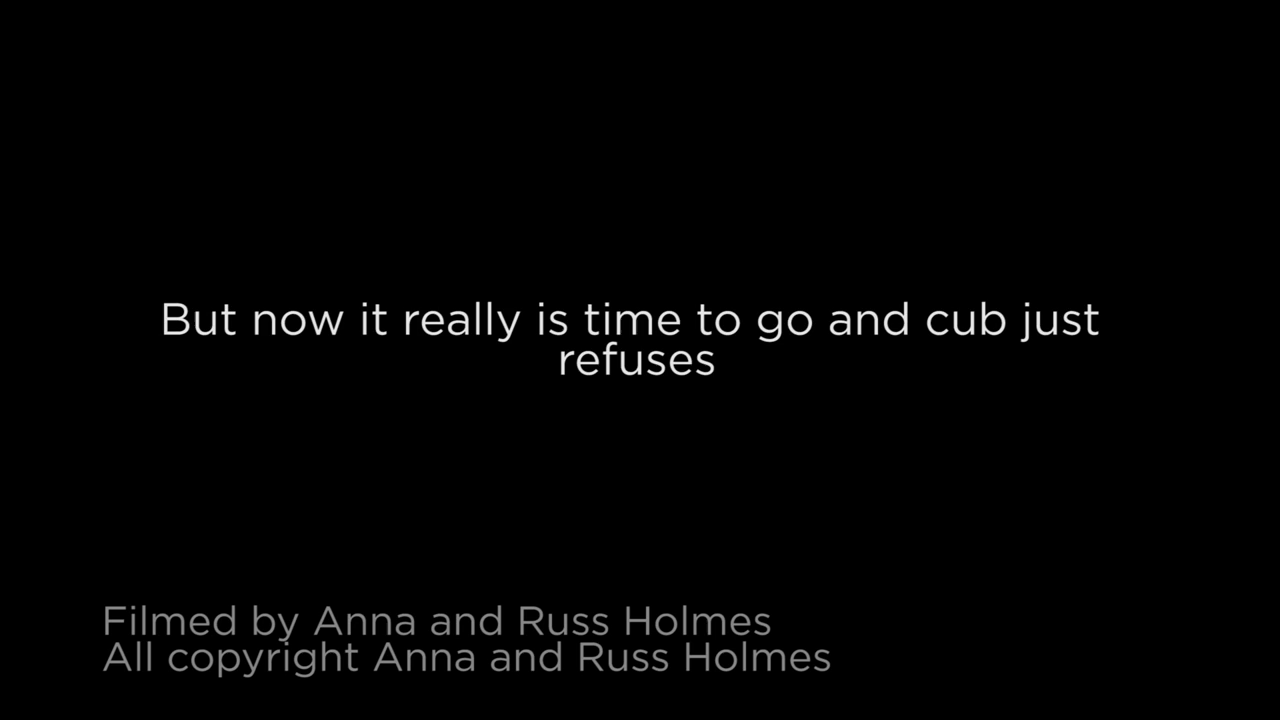 But now it really is time to go and cub just
refuses
Filmed by Anna and Russ Holmes
All copyright Anna and Russ Holmes